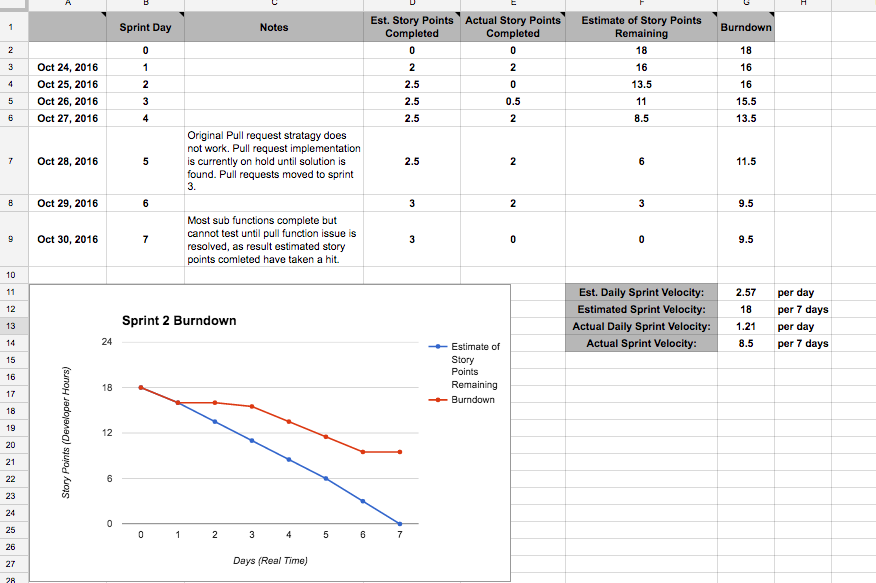 A B C D E F G H
Est. Story Points Actual Story Points Estimate of Story Points
1 Sprint Day Notes Completed Completed Remaining Burndown
2 0 0 0 18 18
3 Oct 24, 2016 1 2 2 16 16
4 Oct 25, 2016 2 2.5 0 13.5 16
5 Oct 26, 2016 3 2.5 0.5 11 15.5
6 Oct 27, 2016 4 2.5 2 8.5 13.5
Original Pull request stratagy does
not work. Pull request implementation
7 Oct 28, 2016 5 is currently on hold until solution is 2.5 2 6 11.5
found. Pull requests moved to sprint
3.
8 Oct 29, 2016 6 3 2 3 9.5
Most sub functions complete but
cannot test until pull function issue is
9 Oct 30, 2016 7 resolved, as result estimated story 3 0 0 9.5
points comleted have taken a hit.
10
11 Est. Daily Sprint Velocity: 2.57 per day
12 Estimated Sprint Velocity: 18 per 7 days
13 Actual Daily Sprint Velocity: 1.21 per day
14 Actual Sprint Velocity: 8.5 per 7 days
15
16
17
18
19
20
21
22
23
24
25
26
27
28
Sprint 2 Burndown
24
18
12
6
0
Story Points (Developer Hours)
0 1 2 3 4 5 6 7
Days (Real Time)
Estimate of
Story
Points
Remaining
Burndown